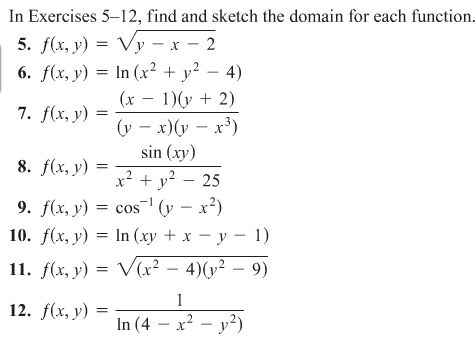 In Exercises 5–12, find and sketch the domain for each function.
5. f(x, y) = √(y − x − 2)
6. f(x, y) = ln (x² + y² − 4)
7. f(x, y) = (x − 1)(y + 2) / (y − x)(y − x³)
8. f(x, y) = sin (xy) / x² + y² − 25
9. f(x, y) = cos⁻¹ (y − x²)
10. f(x, y) = ln (xy + x − y − 1)
11. f(x, y) = √((x² − 4)(y² − 9))
12. f(x, y) = 1 / ln (4 − x² − y²)